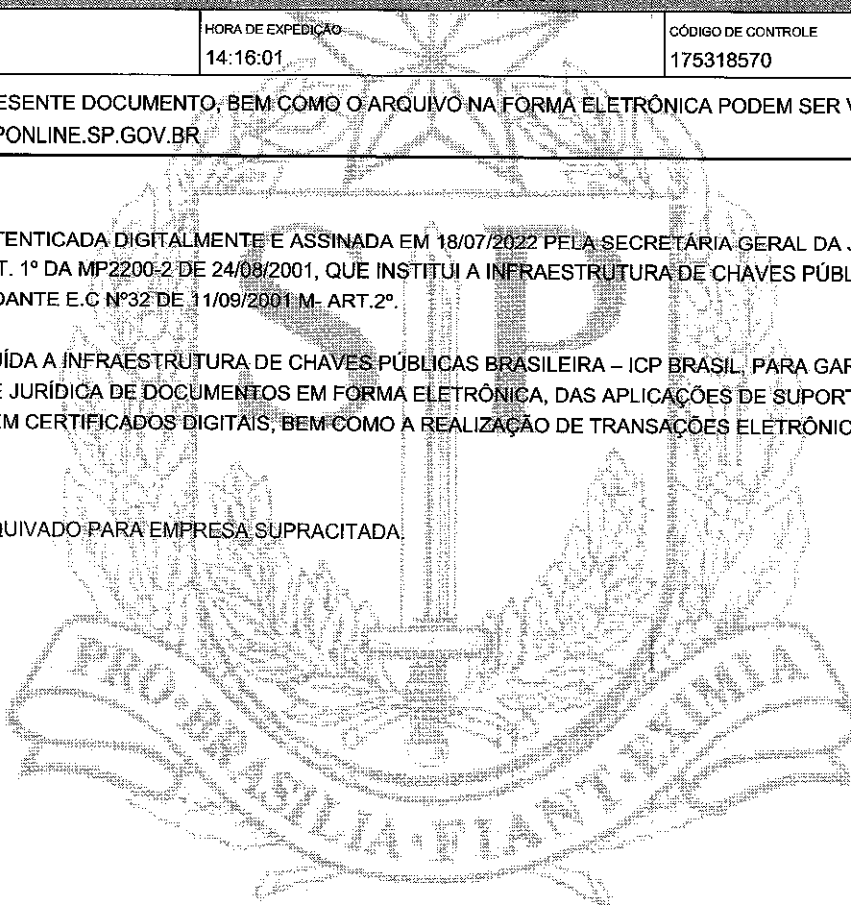 HORA DE EXPEDIÇÃO
14:16:01
CÓDIGO DE CONTROLE
175318570
ESENTE DOCUMENTO, BEM COMO O ARQUIVO NA FORMA ELETRÔNICA PODEM SER V
PONLINE.SP.GOV.BR
TENTICADA DIGITALMENTE E ASSINADA EM 18/07/2022 PELA SECRETÁRIA GERAL DA J
T. 1º DA MP2200-2 DE 24/08/2001, QUE INSTITUI A INFRAESTRUTURA DE CHAVES PÚBL
DANTE E.C Nº32 DE 11/09/2001 M- ART.2º.
UÍDA A INFRAESTRUTURA DE CHAVES PÚBLICAS BRASILEIRA – ICP BRASIL, PARA GAR
E JURÍDICA DE DOCUMENTOS EM FORMA ELETRÔNICA, DAS APLICAÇÕES DE SUPORT
EM CERTIFICADOS DIGITAIS, BEM COMO A REALIZAÇÃO DE TRANSAÇÕES ELETRÔNIC
QUIVADO PARA EMPRESA SUPRACITADA.
SP
PRO·BRASILIA·FIANT·EXIMIA